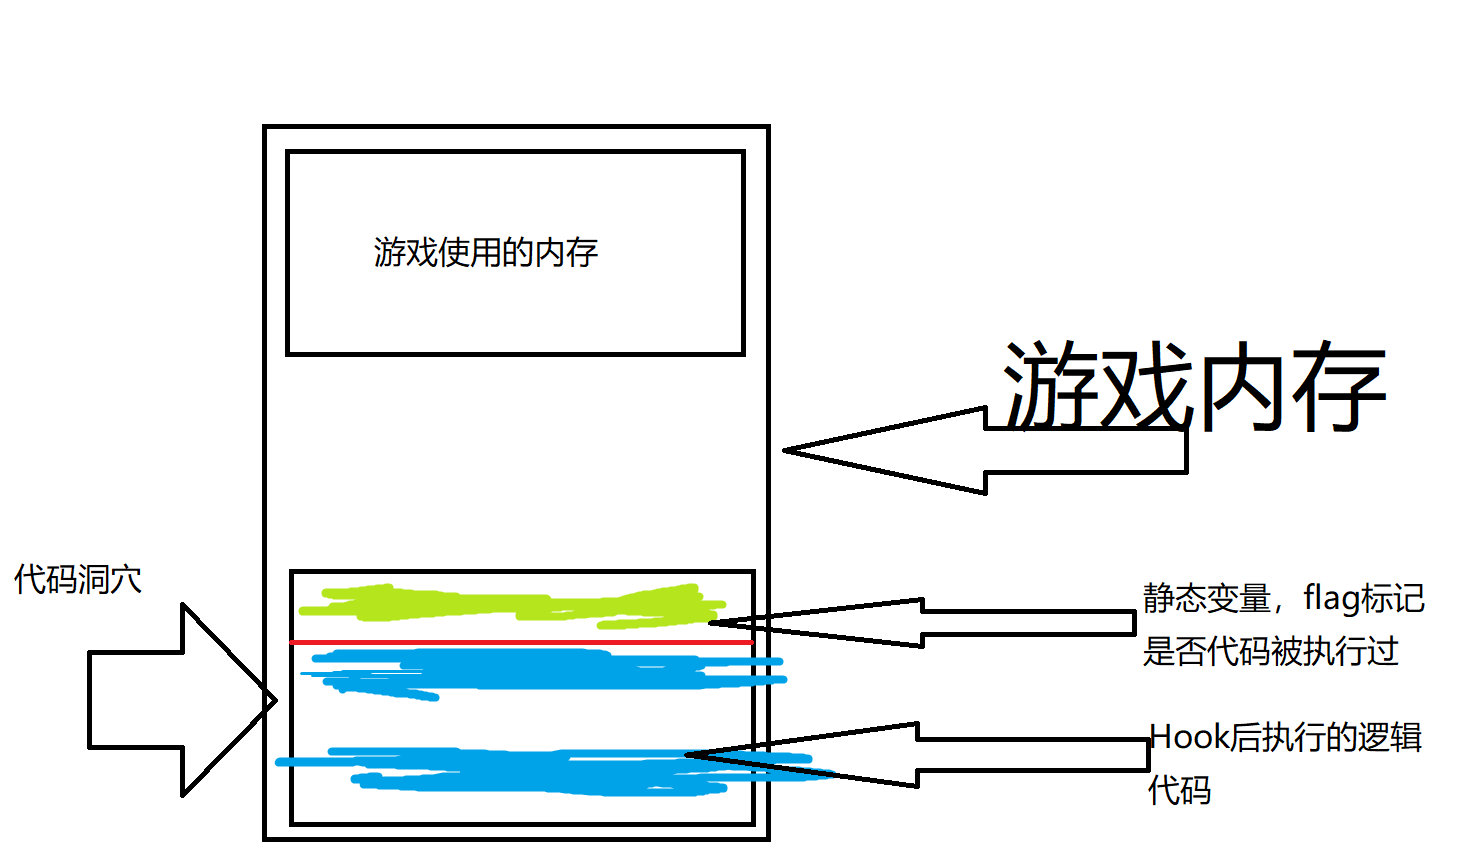 游戏使用的内存
游戏内存
代码洞穴
静态变量，flag标记
是否代码被执行过
Hook后执行的逻辑
代码